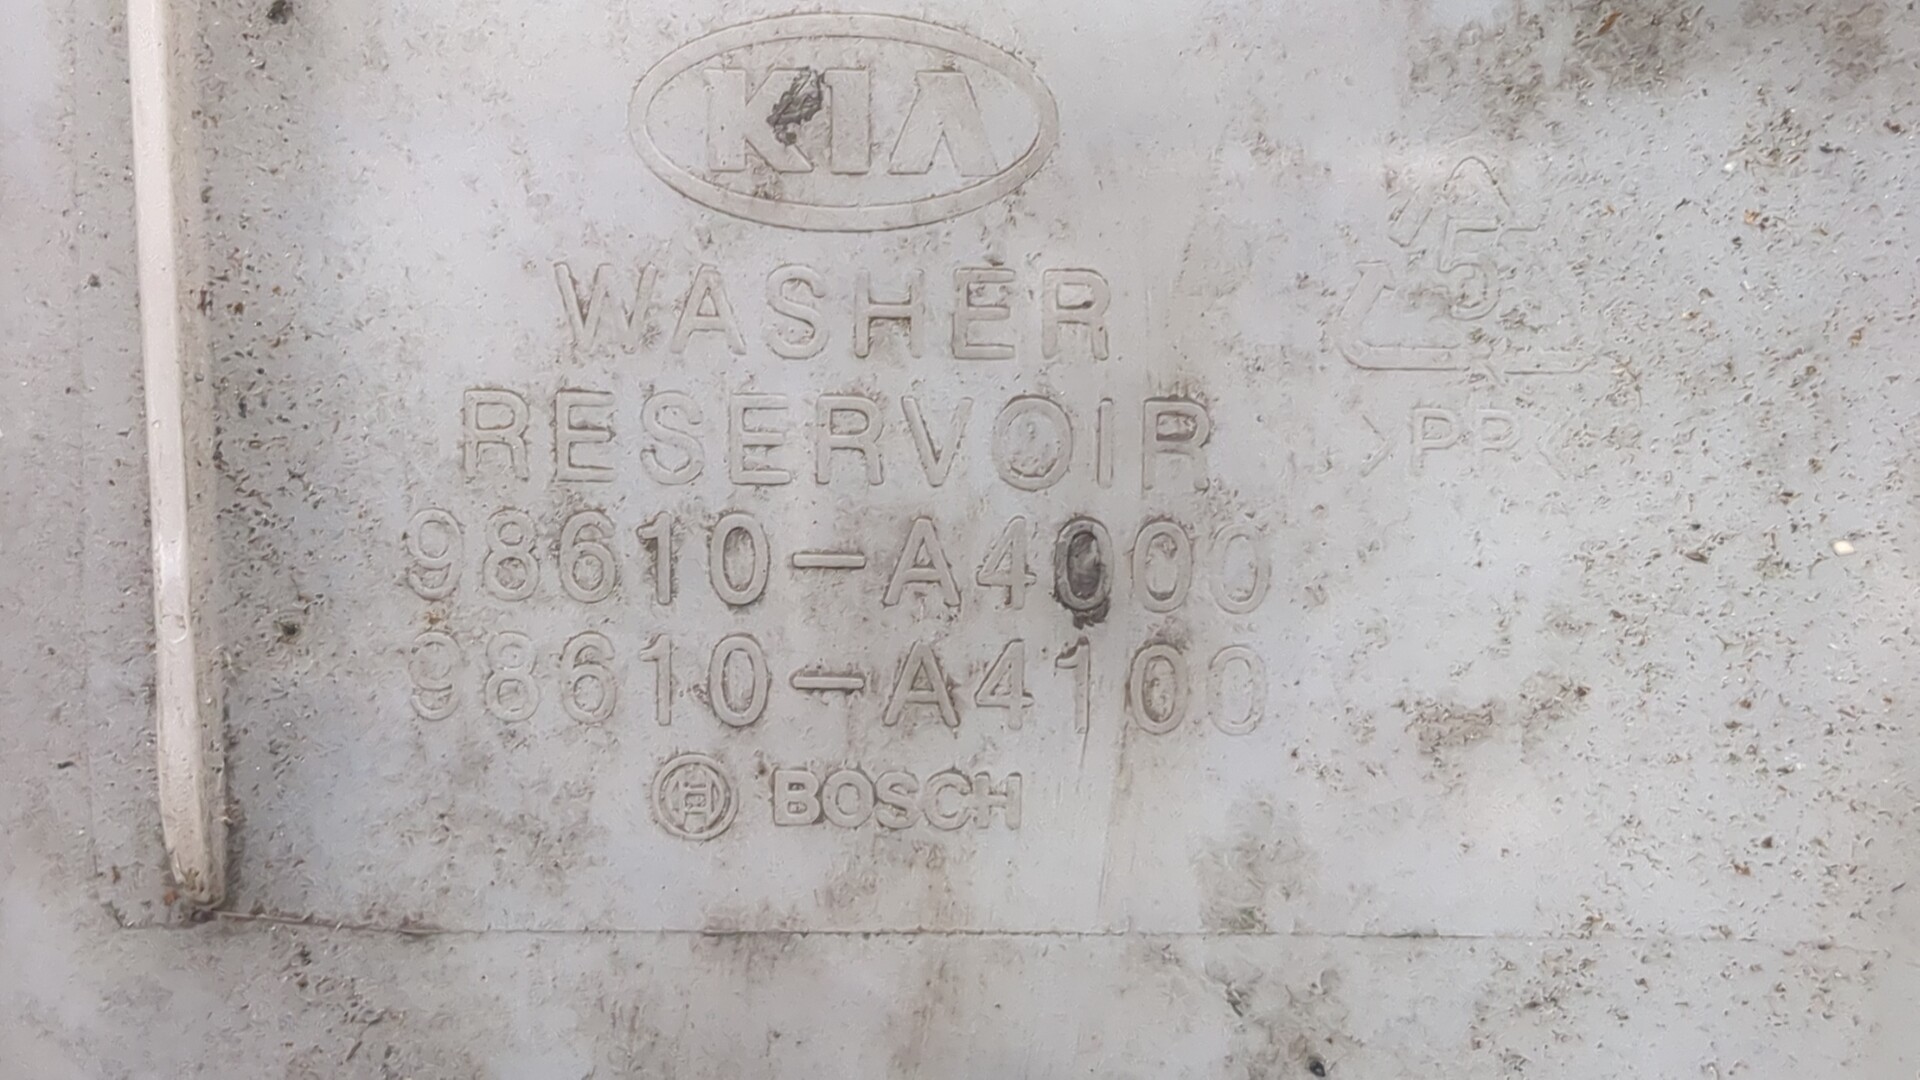 KIA
WASHER
RESERVOIR
98610-A4000
98610-A4100
BOSCH
5
>PP<